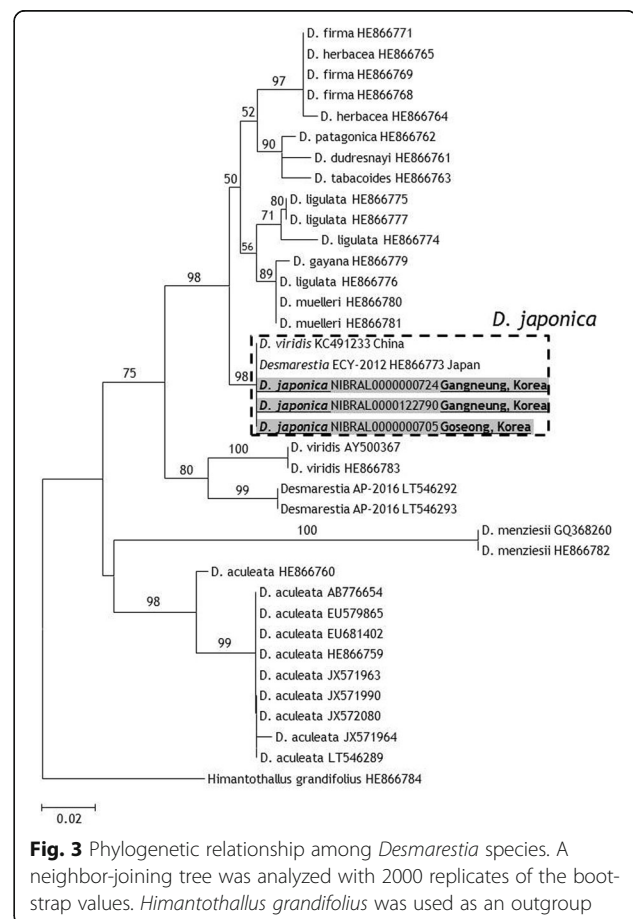 D. firma HE866771
D. herbacea HE866765
97
D. firma HE866769
D. firma HE866768
52
D. herbacea HE866764
D. patagonica HE866762
90
D. dudresnayi HE866761
D. tabacoides HE866763
50
80
D. ligulata HE866775
71
D. ligulata HE866777
D. ligulata HE866774
56
D. gayana HE866779
98
89
D. ligulata HE866776
D. muelleri HE866780
D. muelleri HE866781
D. japonica
D. viridis KC491233 China
Desmarestia ECY-2012 HE866773 Japan
98
D. japonica NIBRAL0000000724 Gangneung, Korea
75
D. japonica NIBRAL0000122790 Gangneung, Korea
D. japonica NIBRAL0000000705 Goseong, Korea
100
D. viridis AY500367
D. viridis HE866783
80
99
Desmarestia AP-2016 LT546292
Desmarestia AP-2016 LT546293
100
D. menziesii GQ368260
D. menziesii HE866782
D. aculeata HE866760
98
D. aculeata AB776654
D. aculeata EU579865
D. aculeata EU681402
99
D. aculeata HE866759
D. aculeata JX571963
D. aculeata JX571990
D. aculeata JX572080
D. aculeata JX571964
D. aculeata LT546289
Himantothallus grandifolius HE866784
0.02
Fig. 3 Phylogenetic relationship among Desmarestia species. A
neighbor-joining tree was analyzed with 2000 replicates of the boot-
strap values. Himantothallus grandifolius was used as an outgroup